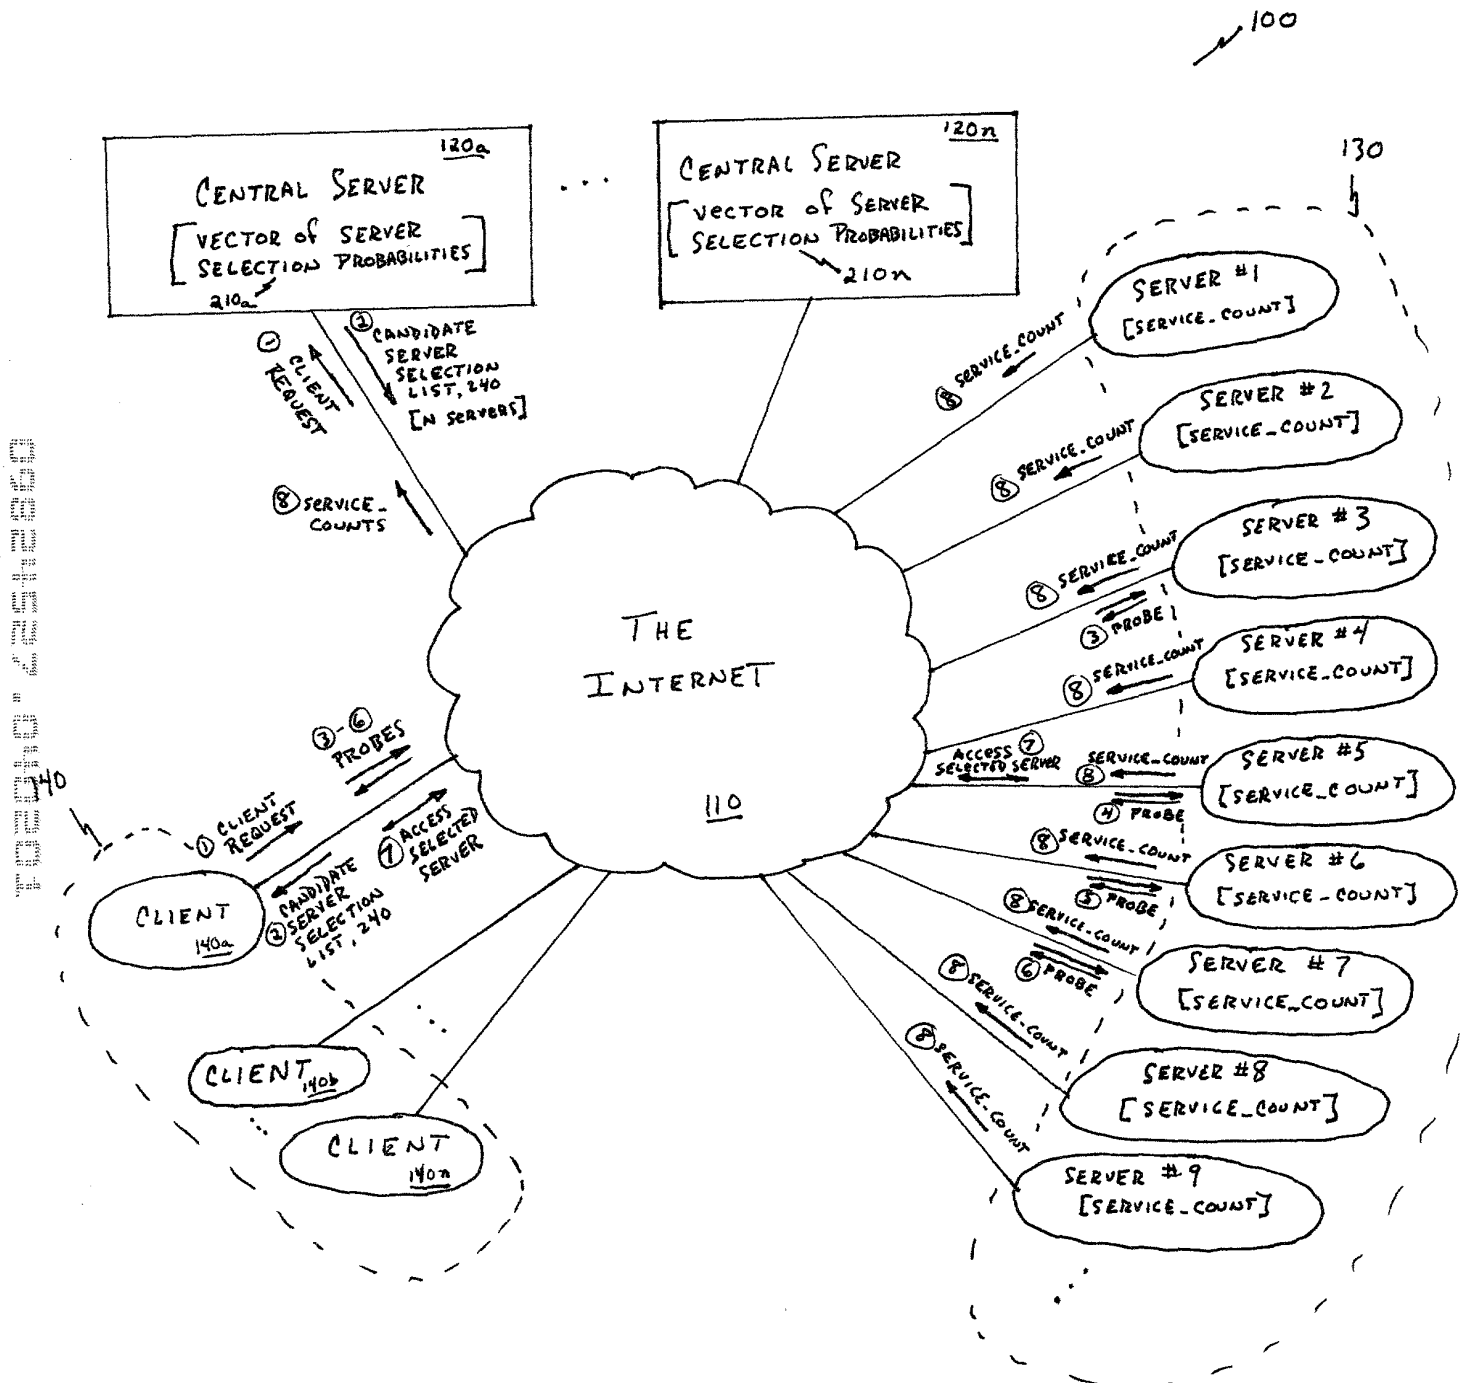 100
120a
CENTRAL SERVER
[VECTOR of SERVER
SELECTION PROBABILITIES]
210a
...
120n
CENTRAL SERVER
[VECTOR of SERVER
SELECTION PROBABILITIES]
210n
130
① CLIENT
REQUEST
② CANDIDATE
SERVER
SELECTION
LIST, 240
[N SERVERS]
⑧ SERVICE_
COUNTS
THE
INTERNET
110
SERVER #1
[SERVICE_COUNT]
⑧ SERVICE_COUNT
SERVER #2
[SERVICE_COUNT]
⑧ SERVICE_COUNT
SERVER #3
[SERVICE_COUNT]
⑧ SERVICE_COUNT
③ PROBE
SERVER #4
[SERVICE_COUNT]
⑧ SERVICE_COUNT
SERVER #5
[SERVICE_COUNT]
ACCESS ⑦
SELECTED SERVER
⑧ SERVICE_COUNT
④ PROBE
SERVER #6
[SERVICE_COUNT]
⑧ SERVICE_COUNT
⑤ PROBE
SERVER #7
[SERVICE_COUNT]
⑧ SERVICE_COUNT
⑥ PROBE
SERVER #8
[SERVICE_COUNT]
⑧ SERVICE_COUNT
SERVER #9
[SERVICE_COUNT]
⑧ SERVICE_COUNT
...
③-⑥
PROBES
140
① CLIENT
REQUEST
⑦ ACCESS
SELECTED
SERVER
CANDIDATE
② SERVER
SELECTION
LIST, 240
CLIENT
140a
...
CLIENT
140b
...
CLIENT
140n